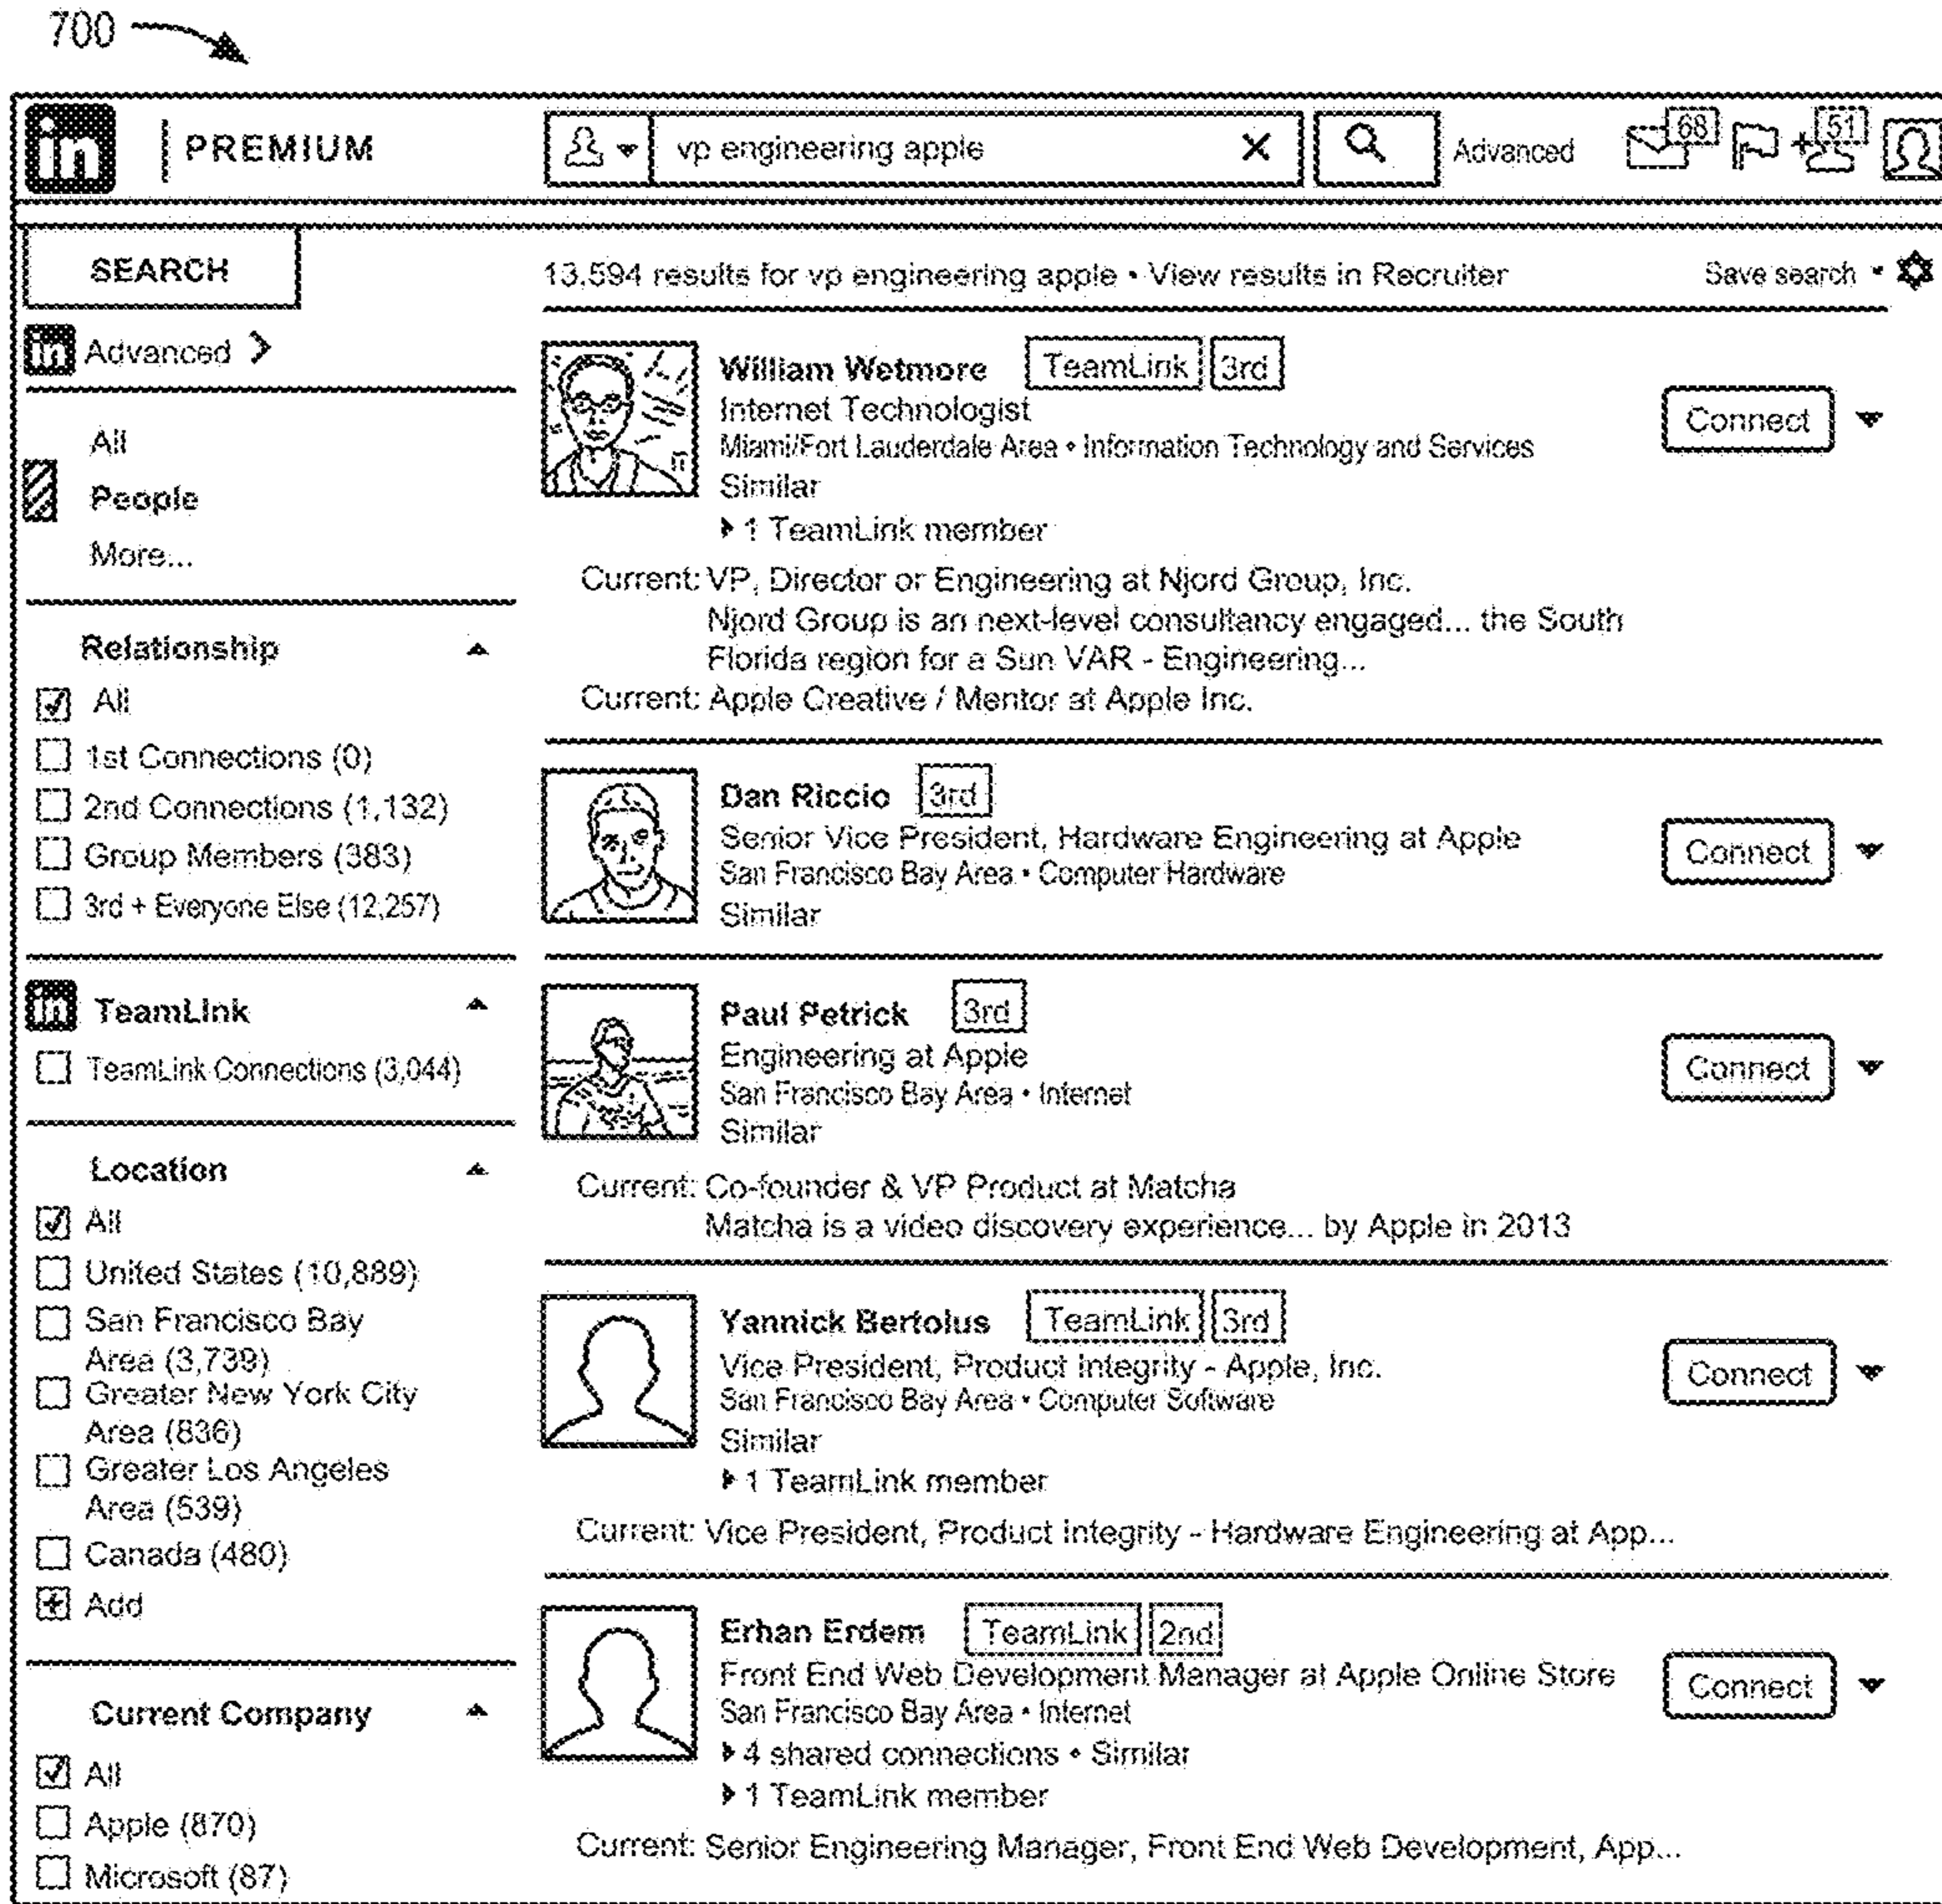 700
in | PREMIUM
vp engineering apple
Advanced
68
51
SEARCH
in Advanced
All
People
More...
Relationship
All
1st Connections (0)
2nd Connections (1,132)
Group Members (383)
3rd + Everyone Else (12,257)
in TeamLink
TeamLink Connections (3,044)
Location
All
United States (10,889)
San Francisco Bay
Area (3,739)
Greater New York City
Area (836)
Greater Los Angeles
Area (539)
Canada (480)
Add
Current Company
All
Apple (870)
Microsoft (87)
13,594 results for vp engineering apple • View results in Recruiter
Save search •
William Wetmore TeamLink 3rd
Internet Technologist
Miami/Fort Lauderdale Area • Information Technology and Services
Similar
1 TeamLink member
Connect
Current: VP, Director or Engineering at Njord Group, Inc.
Njord Group is an next-level consultancy engaged... the South
Florida region for a Sun VAR - Engineering...
Current: Apple Creative / Mentor at Apple Inc.
Dan Riccio 3rd
Senior Vice President, Hardware Engineering at Apple
San Francisco Bay Area • Computer Hardware
Similar
Connect
Paul Petrick 3rd
Engineering at Apple
San Francisco Bay Area • Internet
Similar
Connect
Current: Co-founder & VP Product at Matcha
Matcha is a video discovery experience... by Apple in 2013
Yannick Bertolus TeamLink 3rd
Vice President, Product Integrity - Apple, Inc.
San Francisco Bay Area • Computer Software
Similar
1 TeamLink member
Connect
Current: Vice President, Product Integrity - Hardware Engineering at App...
Erhan Erdem TeamLink 2nd
Front End Web Development Manager at Apple Online Store
San Francisco Bay Area • Internet
4 shared connections • Similar
1 TeamLink member
Connect
Current: Senior Engineering Manager, Front End Web Development, App...